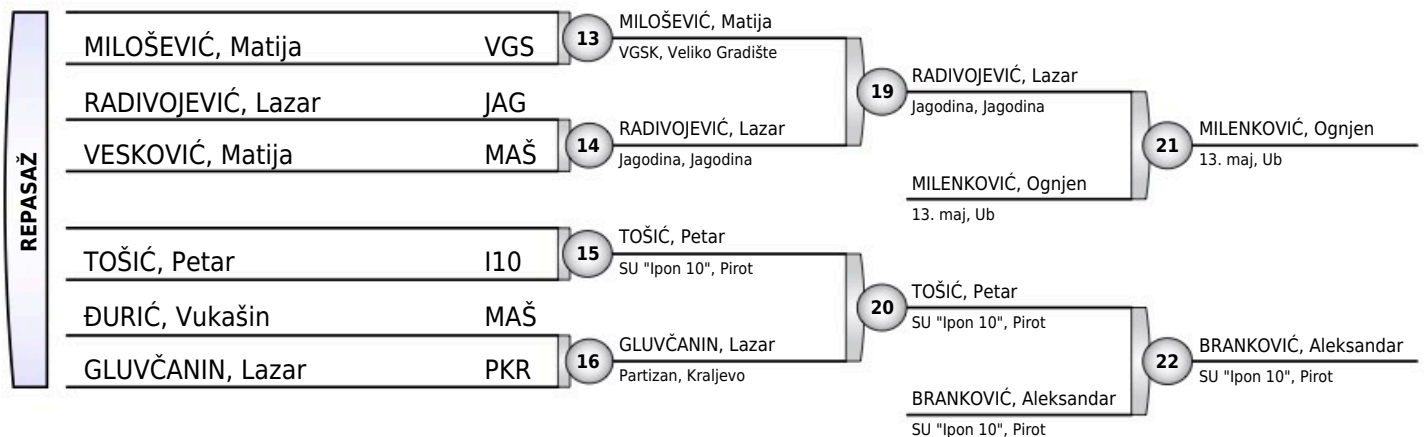 REPASAŽ
MILOŠEVIĆ, Matija VGS
RADIVOJEVIĆ, Lazar JAG
VESKOVIĆ, Matija MAŠ
TOŠIĆ, Petar I10
ĐURIĆ, Vukašin MAŠ
GLUVČANIN, Lazar PKR
13
MILOŠEVIĆ, Matija
VGSK, Veliko Gradište
14
RADIVOJEVIĆ, Lazar
Jagodina, Jagodina
15
TOŠIĆ, Petar
SU "Ipon 10", Pirot
16
GLUVČANIN, Lazar
Partizan, Kraljevo
19
RADIVOJEVIĆ, Lazar
Jagodina, Jagodina
MILENKOVIĆ, Ognjen
13. maj, Ub
20
TOŠIĆ, Petar
SU "Ipon 10", Pirot
BRANKOVIĆ, Aleksandar
SU "Ipon 10", Pirot
21
MILENKOVIĆ, Ognjen
13. maj, Ub
22
BRANKOVIĆ, Aleksandar
SU "Ipon 10", Pirot